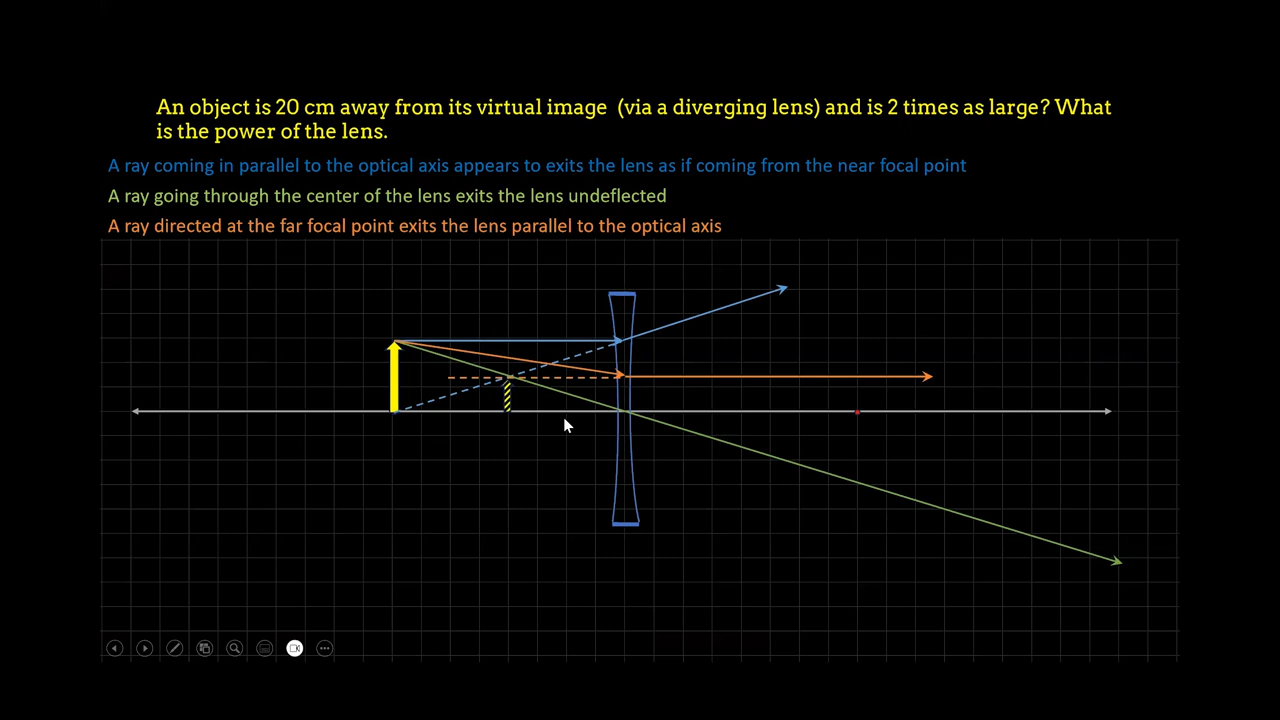 An object is 20 cm away from its virtual image (via a diverging lens) and is 2 times as large? What
is the power of the lens.
A ray coming in parallel to the optical axis appears to exits the lens as if coming from the near focal point
A ray going through the center of the lens exits the lens undeflected
A ray directed at the far focal point exits the lens parallel to the optical axis